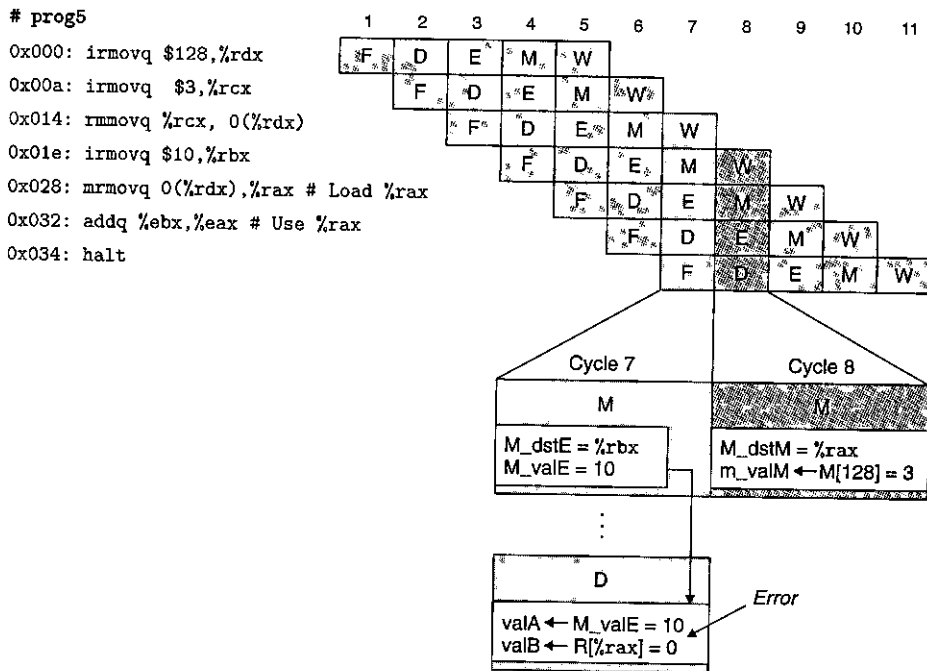 # prog5
1 2 3 4 5 6 7 8 9 10 11
0x000: irmovq $128,%rdx F D E M W
0x00a: irmovq $3,%rcx F D E M W
0x014: rmmovq %rcx, 0(%rdx) F D E M W
0x01e: irmovq $10,%rbx F D E M W
0x028: mrmovq 0(%rdx),%rax # Load %rax F D E M W
0x032: addq %ebx,%eax # Use %rax F D E M W
0x034: halt F D E M W
Cycle 7 Cycle 8
M M
M_dstE = %rbx
M_valE = 10
M_dstM = %rax
m_valM ← M[128] = 3
D
Error
valA ← M_valE = 10
valB ← R[%rax] = 0